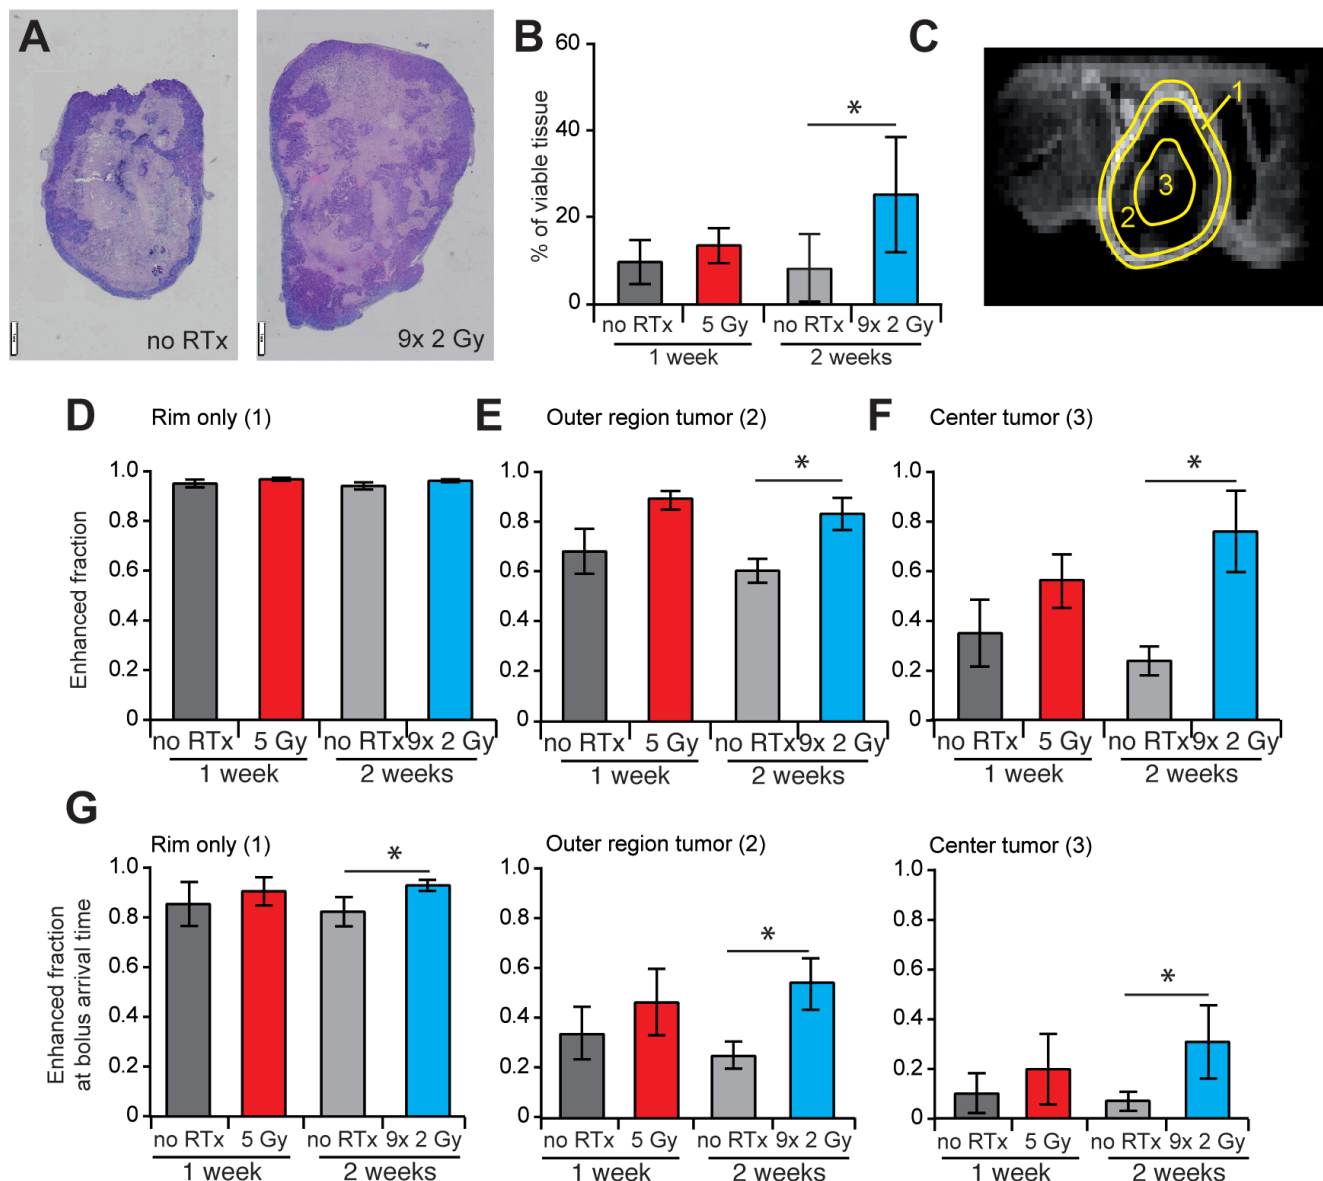 A
no RTx
9x 2 Gy
B
% of viable tissue
60
40
20
0
*
no RTx 5 Gy no RTx 9x 2 Gy
1 week 2 weeks
C
1
2
3
D Rim only (1)
Enhanced fraction
1.0
0.8
0.6
0.4
0.2
0
no RTx 5 Gy no RTx 9x 2 Gy
1 week 2 weeks
E Outer region tumor (2)
1.0
0.8
0.6
0.4
0.2
0
*
no RTx 5 Gy no RTx 9x 2 Gy
1 week 2 weeks
F Center tumor (3)
1.0
0.8
0.6
0.4
0.2
0
*
no RTx 5 Gy no RTx 9x 2 Gy
1 week 2 weeks
G
Rim only (1)
Enhanced fraction
at bolus arrival time
1.0
0.8
0.6
0.4
0.2
0
*
no RTx 5 Gy no RTx 9x 2 Gy
1 week 2 weeks
Outer region tumor (2)
1.0
0.8
0.6
0.4
0.2
0
*
no RTx 5 Gy no RTx 9x 2 Gy
1 week 2 weeks
Center tumor (3)
1.0
0.8
0.6
0.4
0.2
0
*
no RTx 5 Gy no RTx 9x 2 Gy
1 week 2 weeks